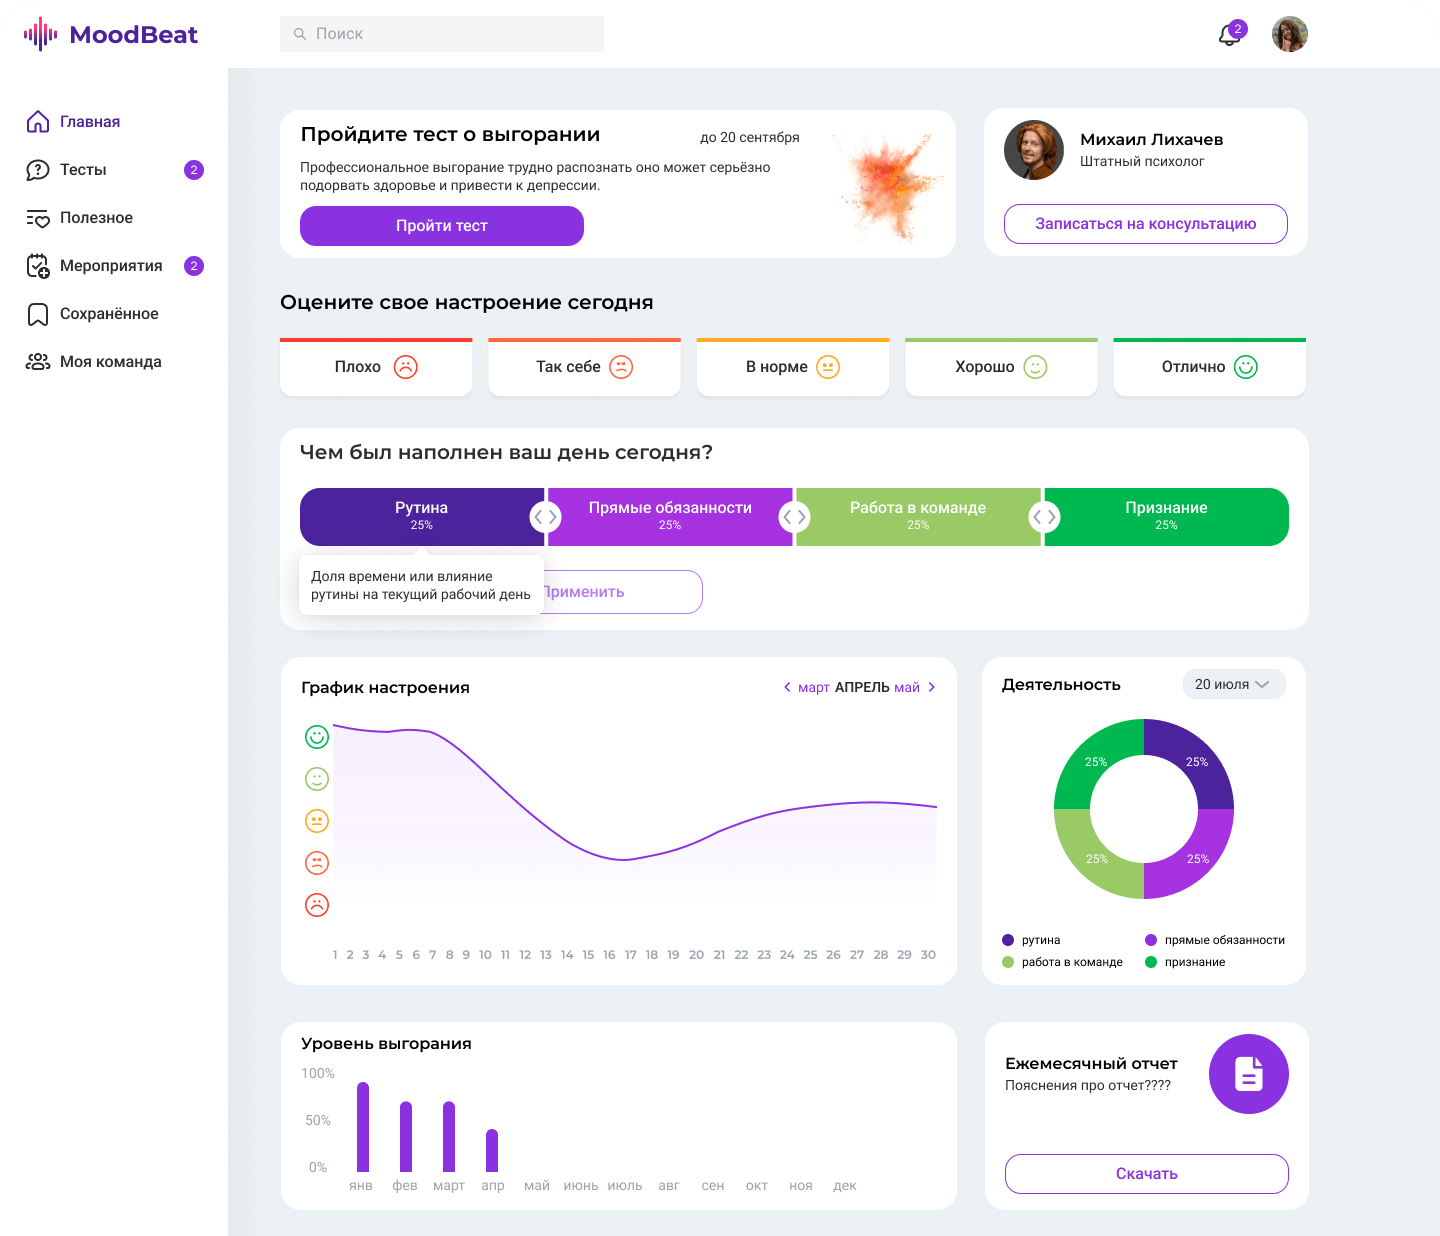 MoodBeat
Поиск
2
Главная
Тесты
2
Полезное
Мероприятия
2
Сохранённое
Моя команда
Пройдите тест о выгорании
до 20 сентября
Профессиональное выгорание трудно распознать оно может серьёзно
подорвать здоровье и привести к депрессии.
Пройти тест
Михаил Лихачев
Штатный психолог
Записаться на консультацию
Оцените свое настроение сегодня
Плохо
Так себе
В норме
Хорошо
Отлично
Чем был наполнен ваш день сегодня?
Рутина
25%
Прямые обязанности
25%
Работа в команде
25%
Признание
25%
Доля времени или влияние
рутины на текущий рабочий день
Применить
График настроения
март АПРЕЛЬ май
1 2 3 4 5 6 7 8 9 10 11 12 13 14 15 16 17 18 19 20 21 22 23 24 25 26 27 28 29 30
Деятельность
20 июля
25% 25%
25% 25%
рутина
прямые обязанности
работа в команде
признание
Уровень выгорания
100%
50%
0%
янв фев март апр май июнь июль авг сен окт ноя дек
Ежемесячный отчет
Пояснения про отчет????
Скачать